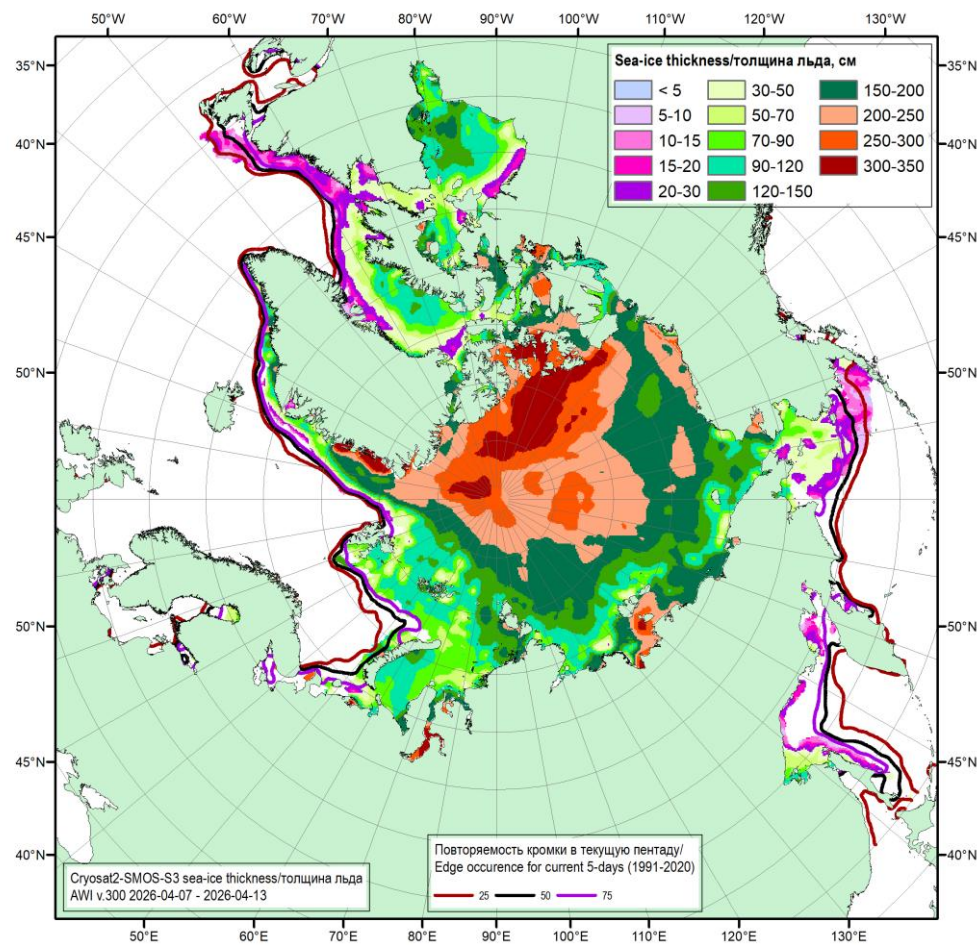 50°W 60°W 70°W 80°W 90°W 100°W 110°W 120°W 130°W
35°N
40°N
45°N
50°N
50°N
45°N
40°N
35°N
40°N
45°N
50°N
50°N
45°N
40°N
Sea-ice thickness/толщина льда, см
< 5 30-50 150-200
5-10 50-70 200-250
10-15 70-90 250-300
15-20 90-120 300-350
20-30 120-150
Cryosat2-SMOS-S3 sea-ice thickness/толщина льда
AWI v.300 2026-04-07 - 2026-04-13
Повторяемость кромки в текущую пентаду/
Edge occurence for current 5-days (1991-2020)
25 50 75
50°E 60°E 70°E 80°E 90°E 100°E 110°E 120°E 130°E